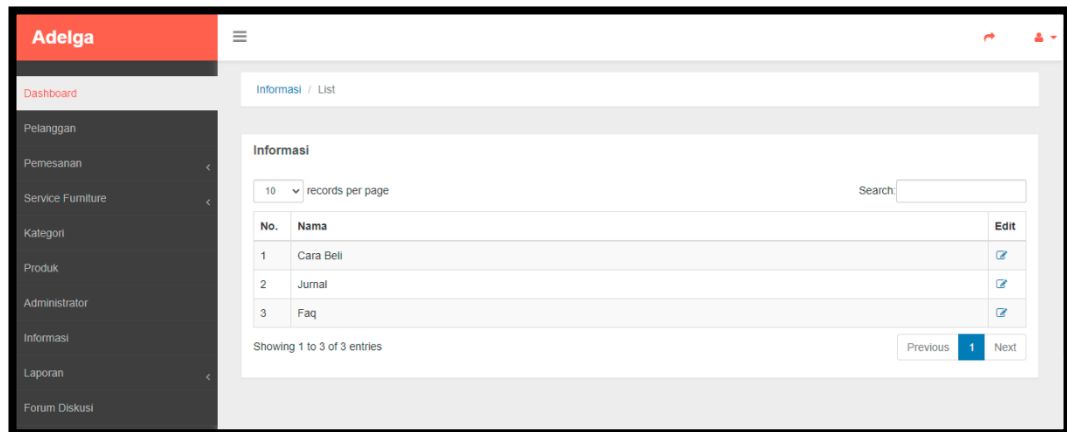 Adelga
Dashboard
Pelanggan
Pemesanan
Service Furniture
Kategori
Produk
Administrator
Informasi
Laporan
Forum Diskusi
Informasi / List
Informasi
10 records per page
Search:
No. Nama Edit
1 Cara Beli
2 Jurnal
3 Faq
Showing 1 to 3 of 3 entries
Previous 1 Next